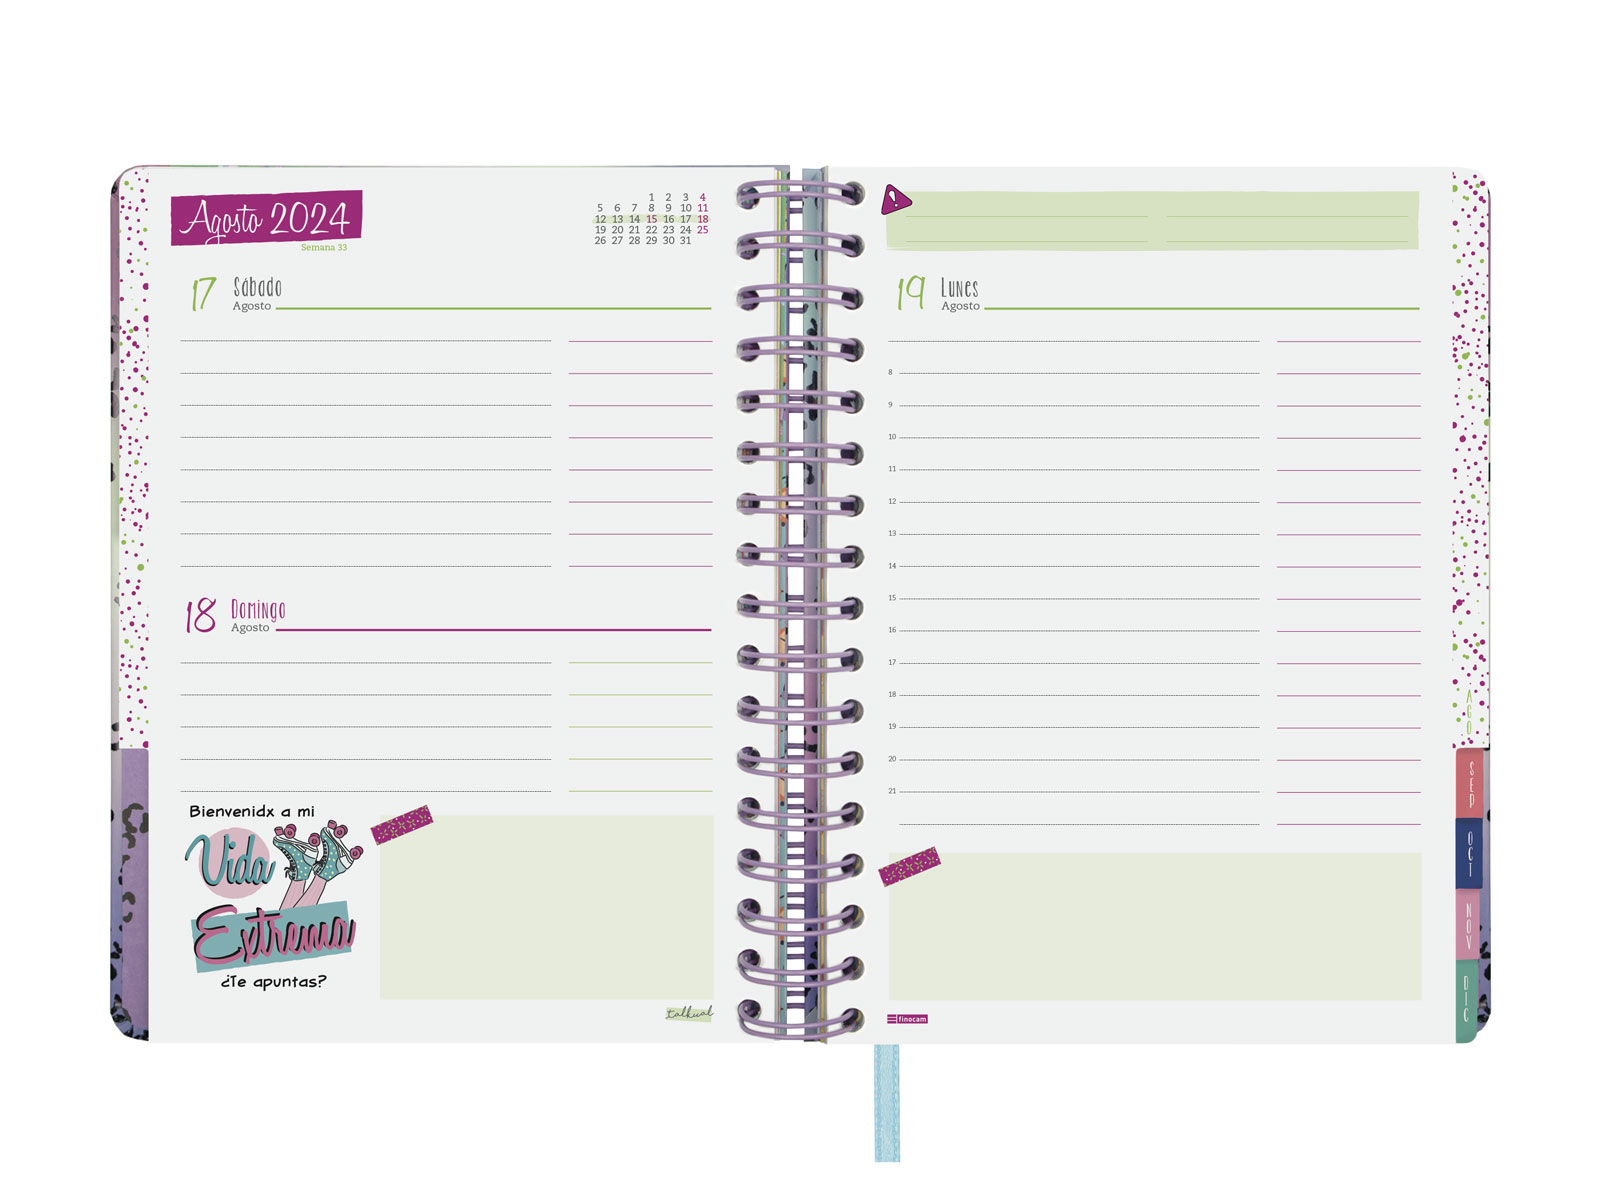 Agosto 2024
Semana 33
1 2 3 4
5 6 7 8 9 10 11
12 13 14 15 16 17 18
19 20 21 22 23 24 25
26 27 28 29 30 31
17 Sábado
Agosto
18 Domingo
Agosto
Bienvenidx a mi
Vida
Extrema
¿Te apuntas?
talkual
!
19 Lunes
Agosto
8
9
10
11
12
13
14
15
16
17
18
19
20
21
finocam
AGO
SEP
OCT
NOV
DIC